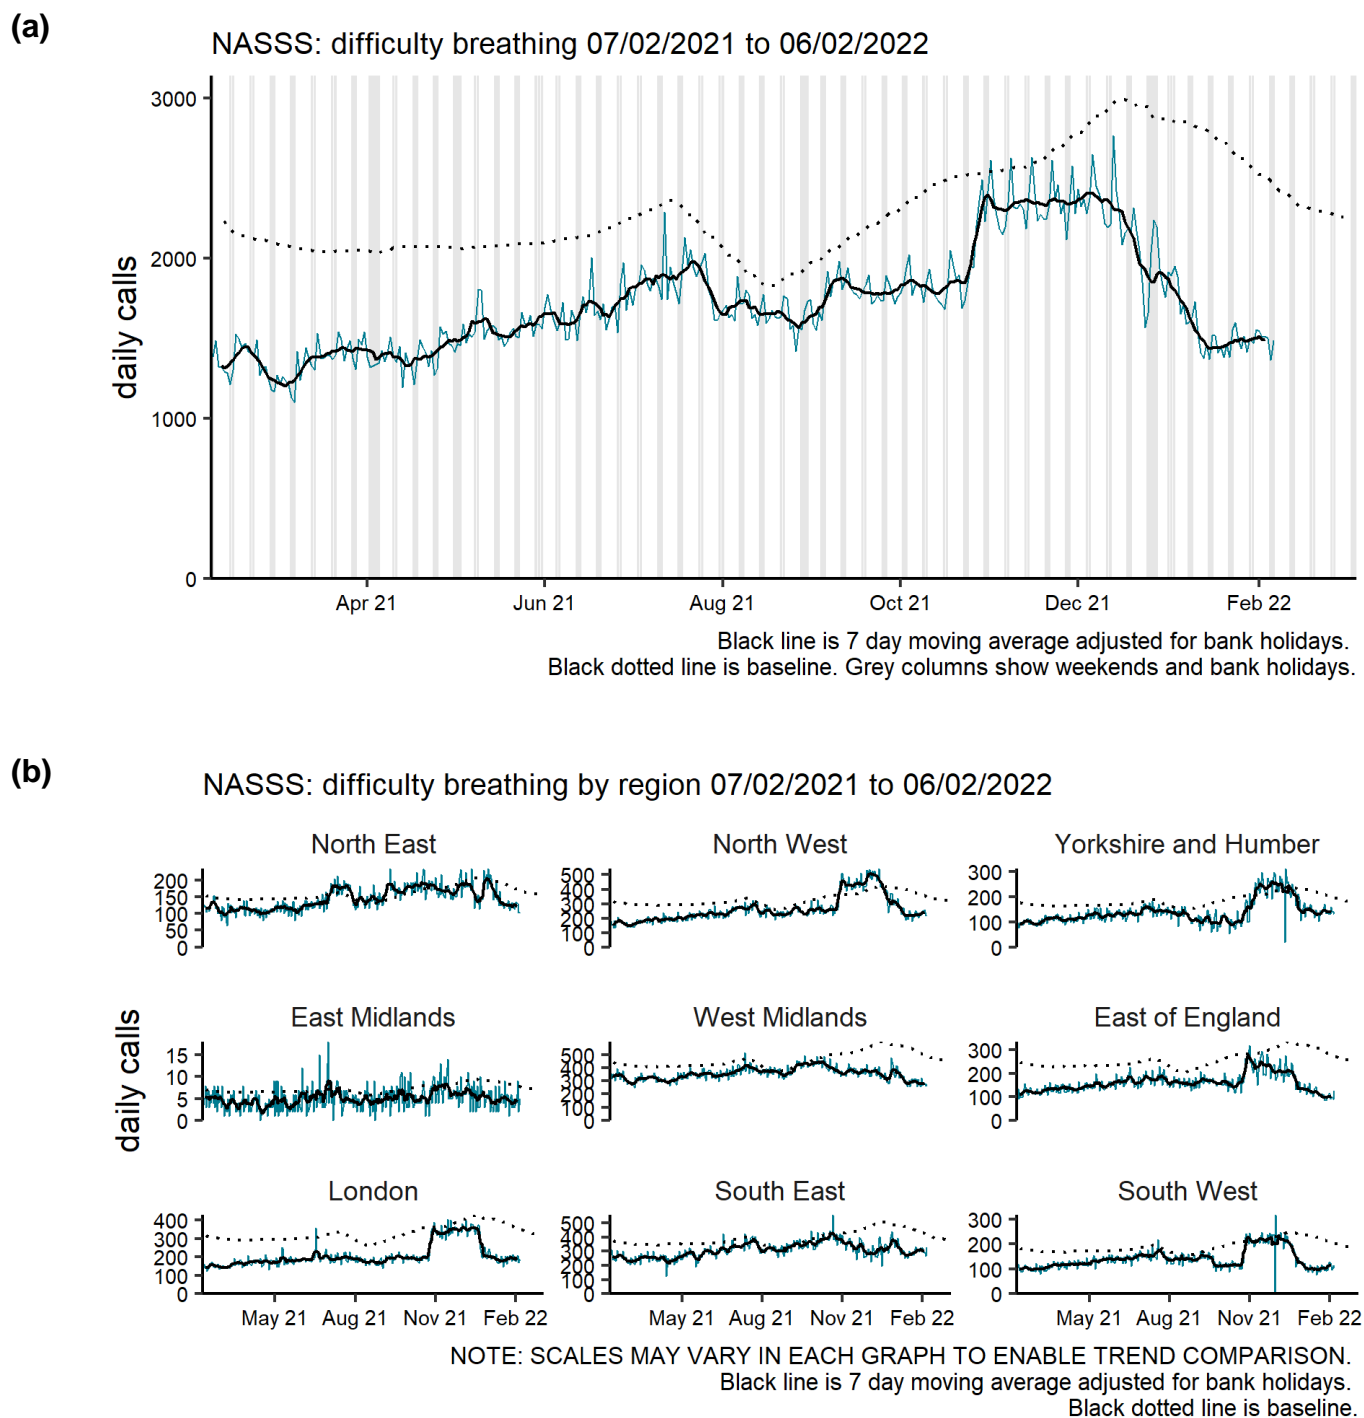 (a)
NASSS: difficulty breathing 07/02/2021 to 06/02/2022
daily calls
3000
2000
1000
0
Apr 21 Jun 21 Aug 21 Oct 21 Dec 21 Feb 22
Black line is 7 day moving average adjusted for bank holidays.
Black dotted line is baseline. Grey columns show weekends and bank holidays.
(b)
NASSS: difficulty breathing by region 07/02/2021 to 06/02/2022
daily calls
North East
200
150
100
50
0
North West
500
400
300
200
100
0
Yorkshire and Humber
300
200
100
0
East Midlands
15
10
5
0
West Midlands
500
400
300
200
100
0
East of England
300
200
100
0
London
400
300
200
100
0
May 21 Aug 21 Nov 21 Feb 22
South East
500
400
300
200
100
0
May 21 Aug 21 Nov 21 Feb 22
South West
300
200
100
0
May 21 Aug 21 Nov 21 Feb 22
NOTE: SCALES MAY VARY IN EACH GRAPH TO ENABLE TREND COMPARISON.
Black line is 7 day moving average adjusted for bank holidays.
Black dotted line is baseline.